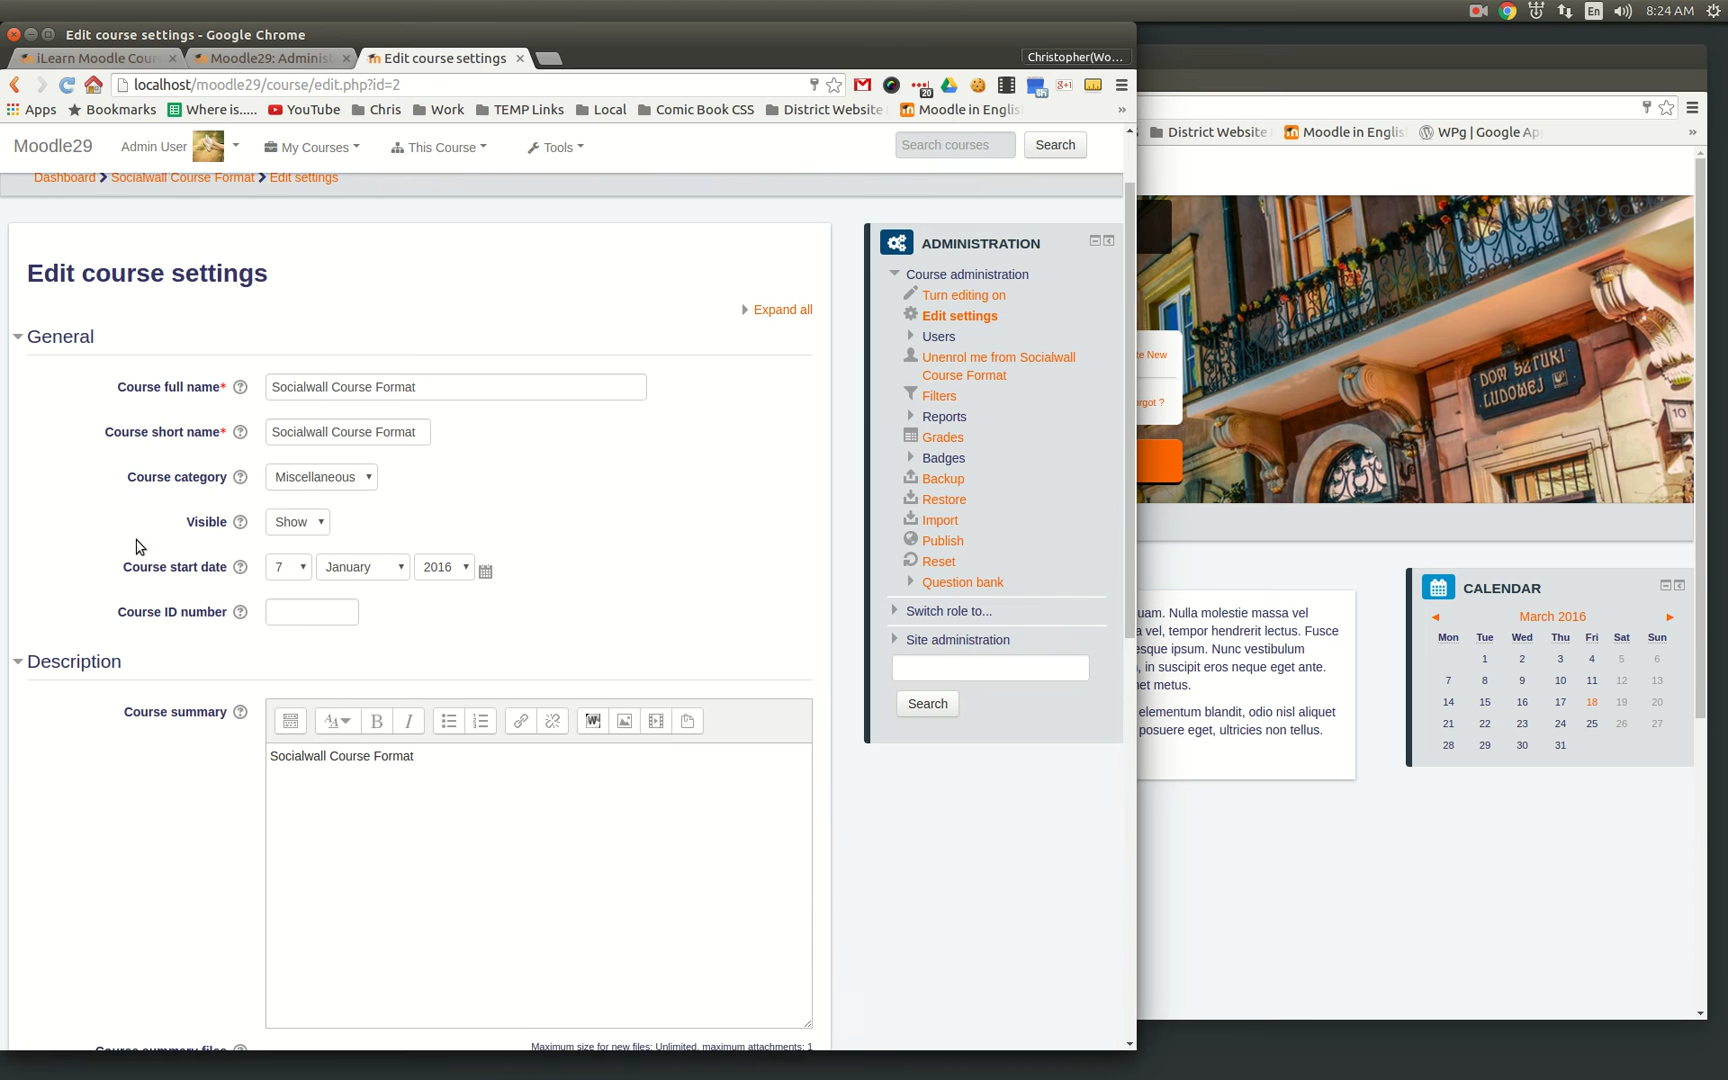 8:24 AM
En
Edit course settings - Google Chrome
iLearn Moodle Cour
Moodle29: Administ
Edit course settings
Christopher(Wo...
localhost/moodle29/course/edit.php?id=2
Apps
Bookmarks
Where is.....
YouTube
Chris
Work
TEMP Links
Local
Comic Book CSS
District Website
Moodle in Englis
»
District Website
Moodle in Englis
WPg | Google Ap
»
Moodle29
Admin User
My Courses
This Course
Tools
Search courses
Search
Dashboard
Socialwall Course Format
Edit settings
Edit course settings
Expand all
General
Course full name*
Socialwall Course Format
Course short name*
Socialwall Course Format
Course category
Miscellaneous
Visible
Show
Course start date
7
January
2016
Course ID number
Description
Course summary
Socialwall Course Format
Maximum size for new files: Unlimited, maximum attachments: 1
ADMINISTRATION
Course administration
Turn editing on
Edit settings
Users
Unenrol me from Socialwall
Course Format
Filters
Reports
Grades
Badges
Backup
Restore
Import
Publish
Reset
Question bank
Switch role to...
Site administration
Search
te New
orgot ?
DOM SZTUKI
LUDOWEJ
10
uam. Nulla molestie massa vel
a vel, tempor hendrerit lectus. Fusce
esque ipsum. Nunc vestibulum
, in suscipit eros neque eget ante.
net metus.
elementum blandit, odio nisl aliquet
posuere eget, ultricies non tellus.
CALENDAR
March 2016
Mon Tue Wed Thu Fri Sat Sun
1 2 3 4 5 6
7 8 9 10 11 12 13
14 15 16 17 18 19 20
21 22 23 24 25 26 27
28 29 30 31